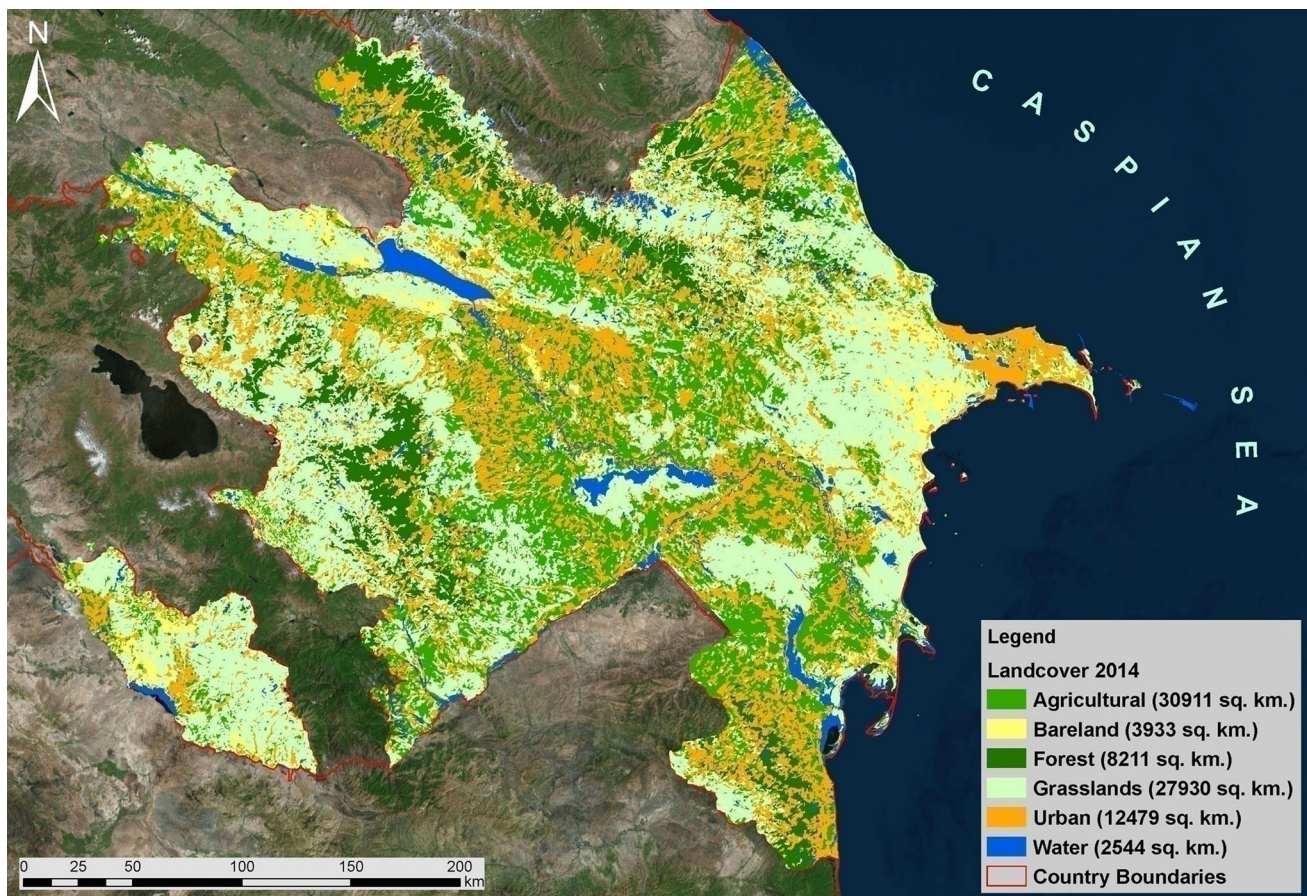 N
CASPIAN SEA
Legend
Landcover 2014
Agricultural (30911 sq. km.)
Bareland (3933 sq. km.)
Forest (8211 sq. km.)
Grasslands (27930 sq. km.)
Urban (12479 sq. km.)
Water (2544 sq. km.)
Country Boundaries
0 25 50 100 150 200
km